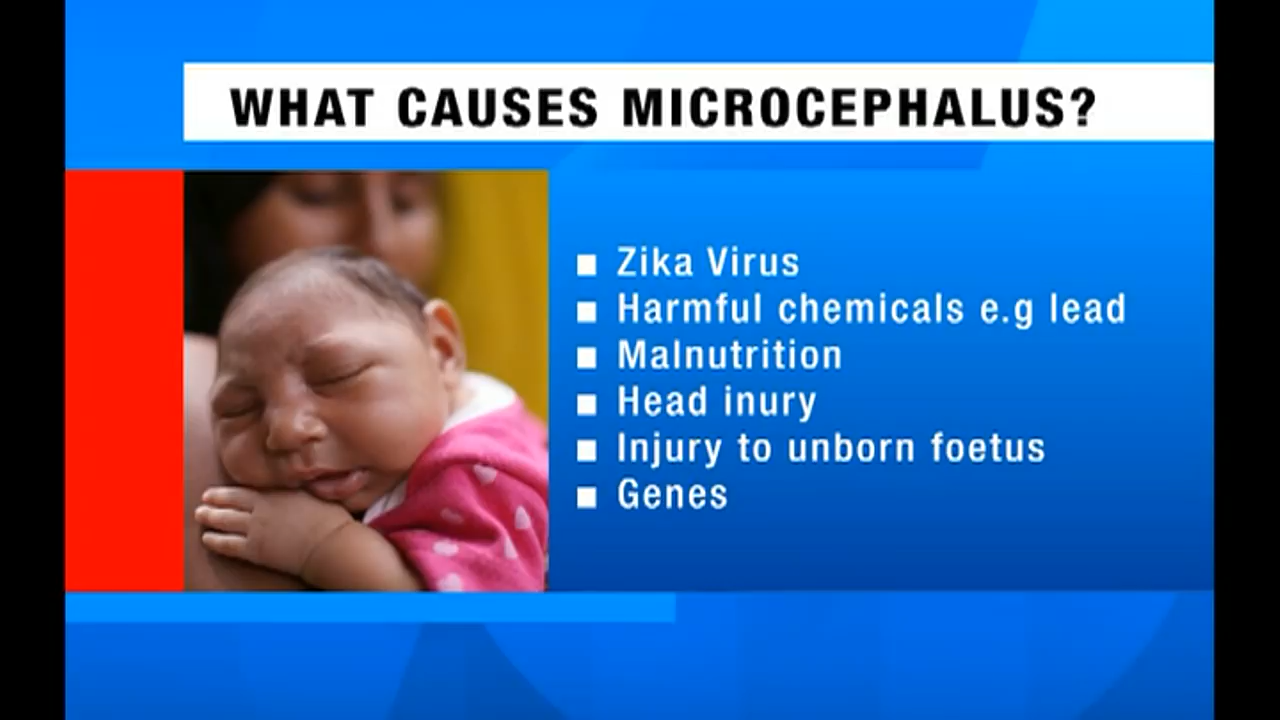 WHAT CAUSES MICROCEPHALUS?
Zika Virus
Harmful chemicals e.g lead
Malnutrition
Head inury
Injury to unborn foetus
Genes